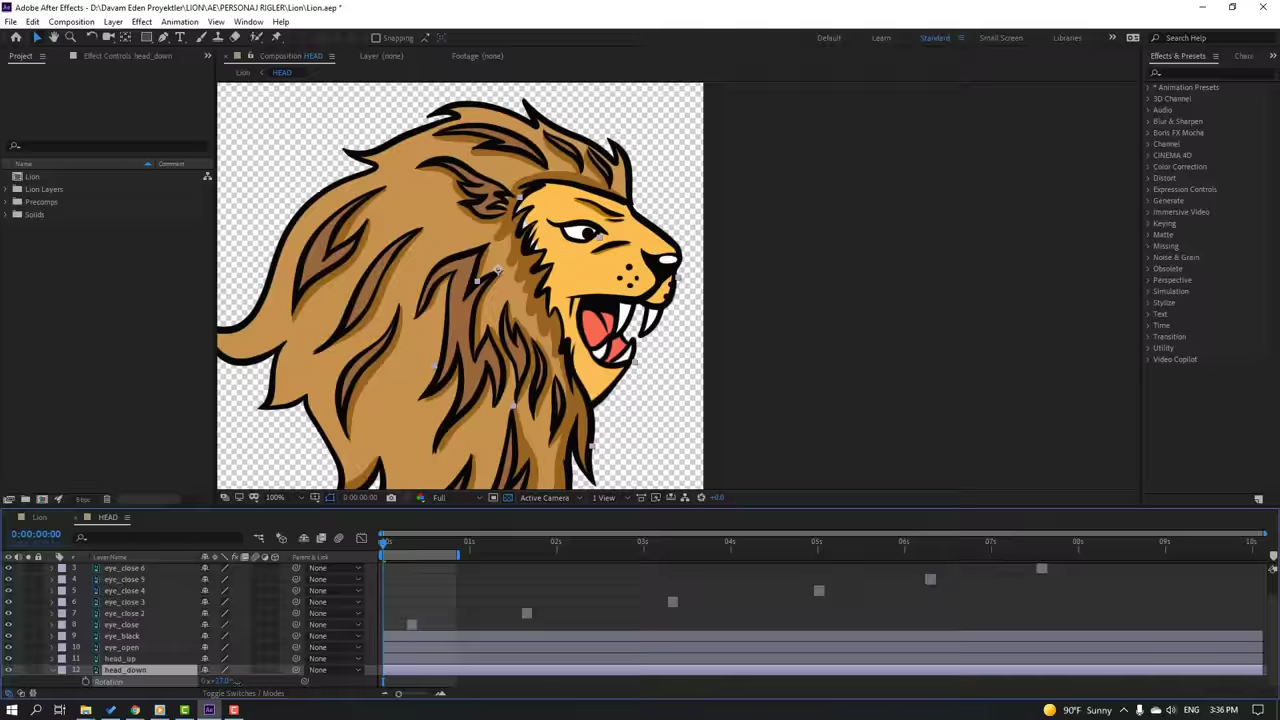 Adobe After Effects - D:\Davam Eden Proyektler\LION\AE\PERSONAJ RIGLER\Lion\Lion.aep *
File Edit Composition Layer Effect Animation View Window Help
Snapping Default Learn Standard Small Screen Libraries Search Help
Project Effect Controls head_down Composition HEAD Layer (none) Footage (none) Effects & Presets
Lion HEAD
Name Comment
Lion
Lion Layers
Precomps
Solids
* Animation Presets
3D Channel
Audio
Blur & Sharpen
Boris FX Mocha
Channel
CINEMA 4D
Color Correction
Distort
Expression Controls
Generate
Immersive Video
Keying
Matte
Missing
Noise & Grain
Obsolete
Perspective
Simulation
Stylize
Text
Time
Transition
Utility
Video Copilot
100% 0:00:00:00 Full Active Camera 1 View +0.0
Lion HEAD
0:00:00:00
01s 02s 03s 04s 05s 06s 07s 08s 09s 10s
Layer Name Parent & Link
3 eye_close 6 None
4 eye_close 5 None
5 eye_close 4 None
6 eye_close 3 None
7 eye_close 2 None
8 eye_close None
9 eye_black None
10 eye_open None
11 head_up None
12 head_down None
Rotation
Toggle Switches / Modes
90°F Sunny ENG 3:36 PM